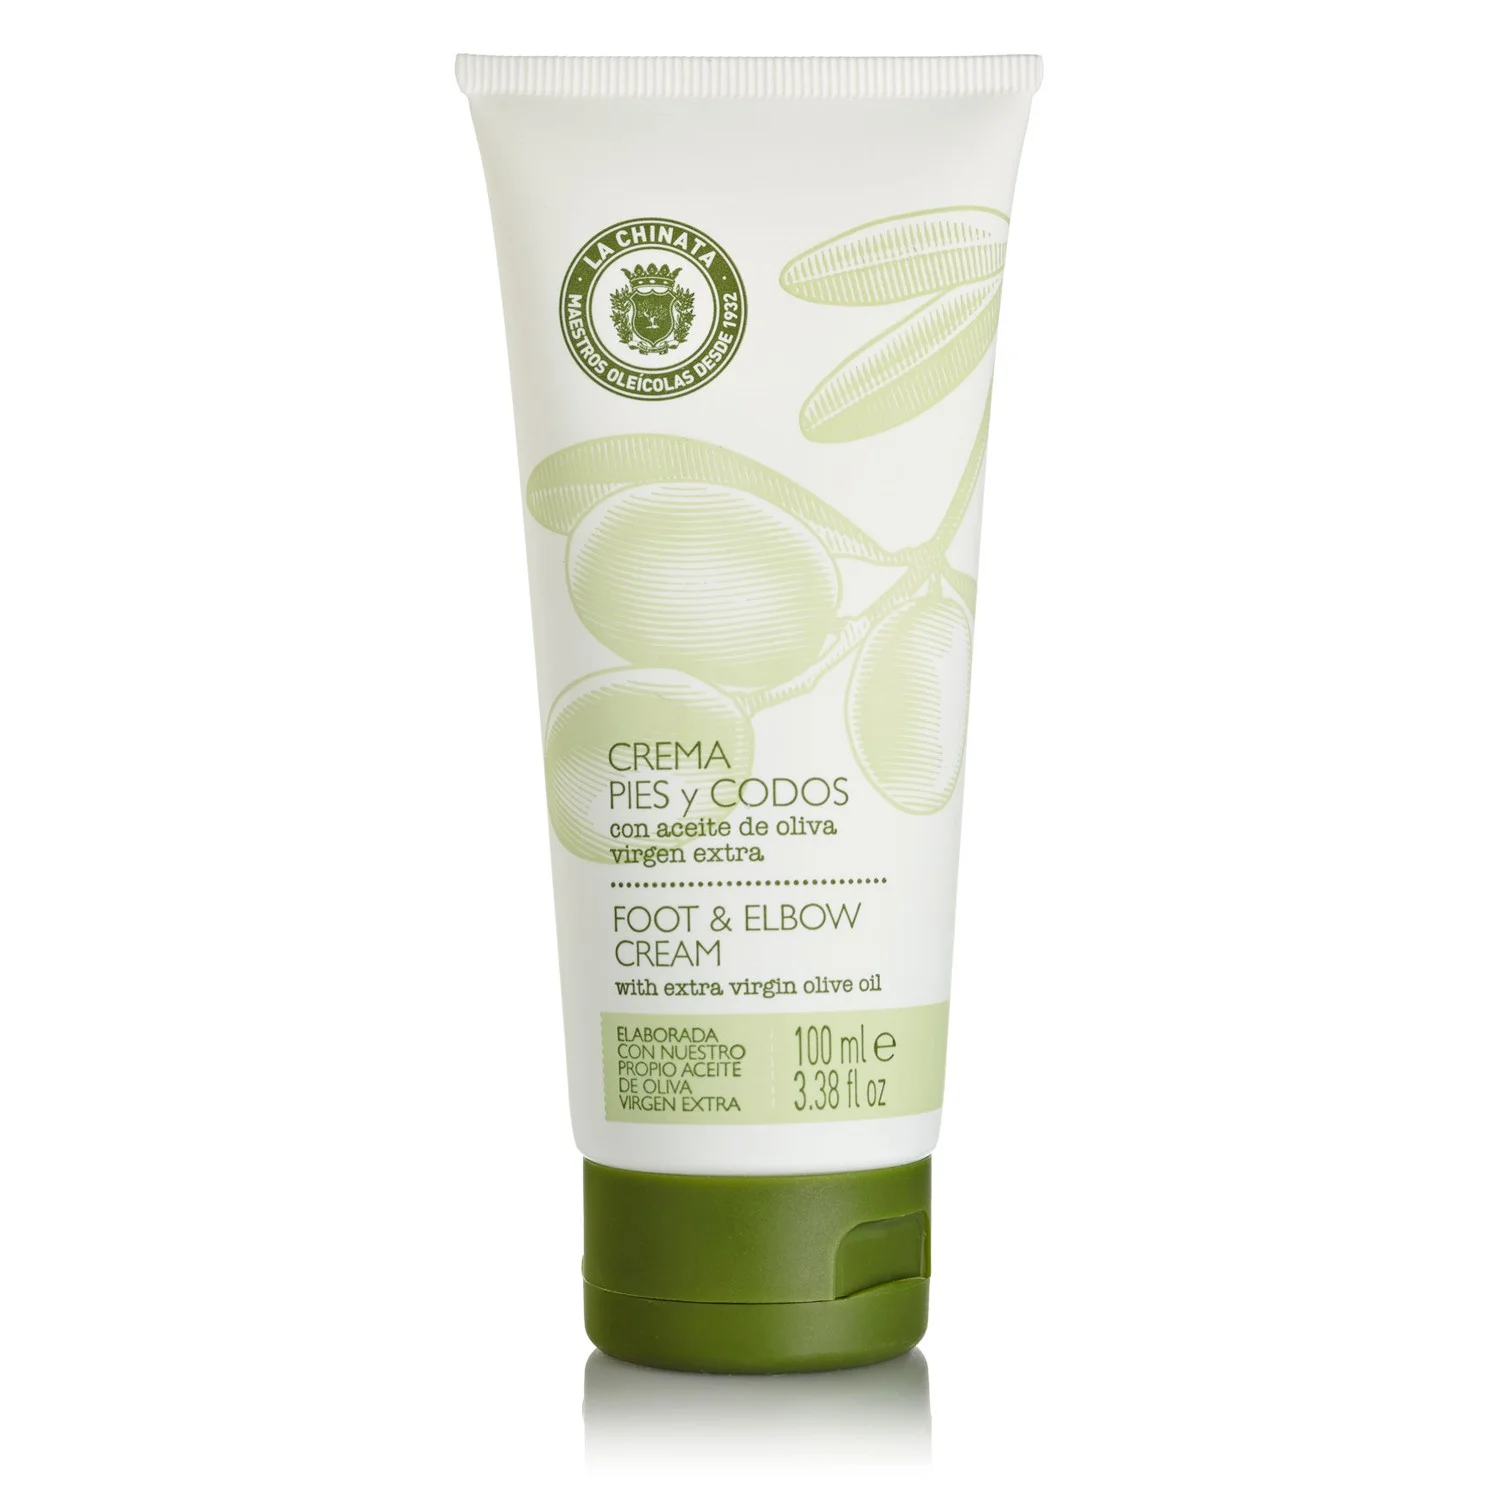 LA CHINATA
MAESTROS OLEÍCOLAS DESDE 1932
CREMA
PIES y CODOS
con aceite de oliva
virgen extra
FOOT & ELBOW
CREAM
with extra virgin olive oil
ELABORADA
CON NUESTRO
PROPIO ACEITE
DE OLIVA
VIRGEN EXTRA
100 ml e
3.38 fl oz